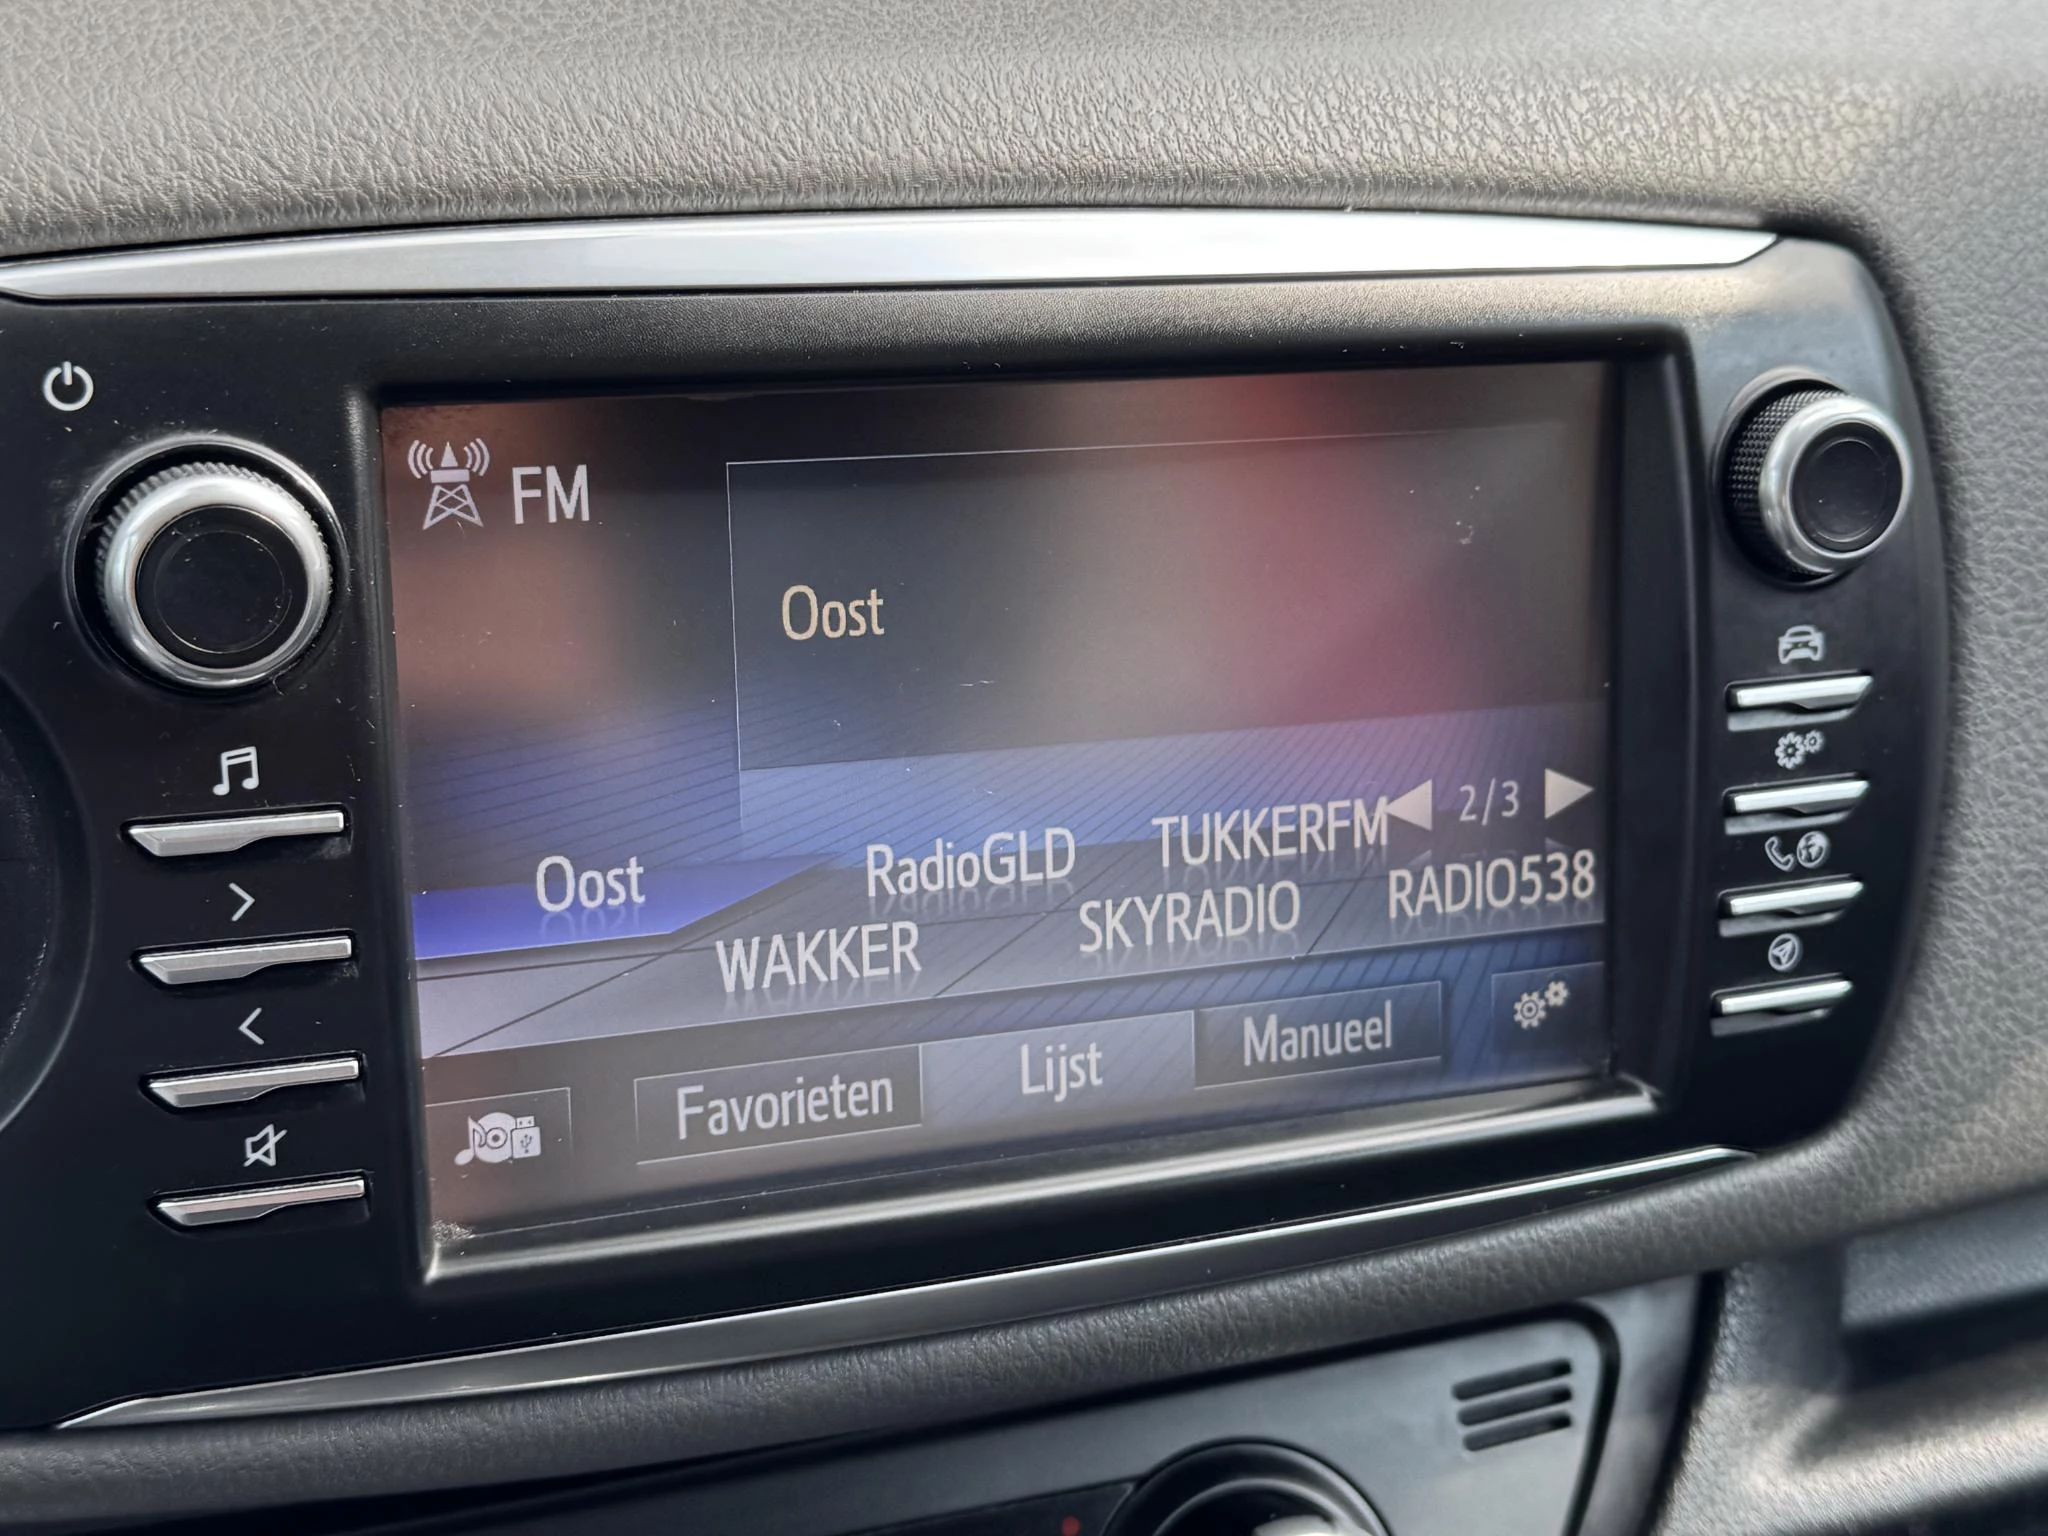 FM
Oost
2/3
Oost RadioGLD TUKKERFM
WAKKER SKYRADIO RADIO538
Favorieten Lijst Manueel